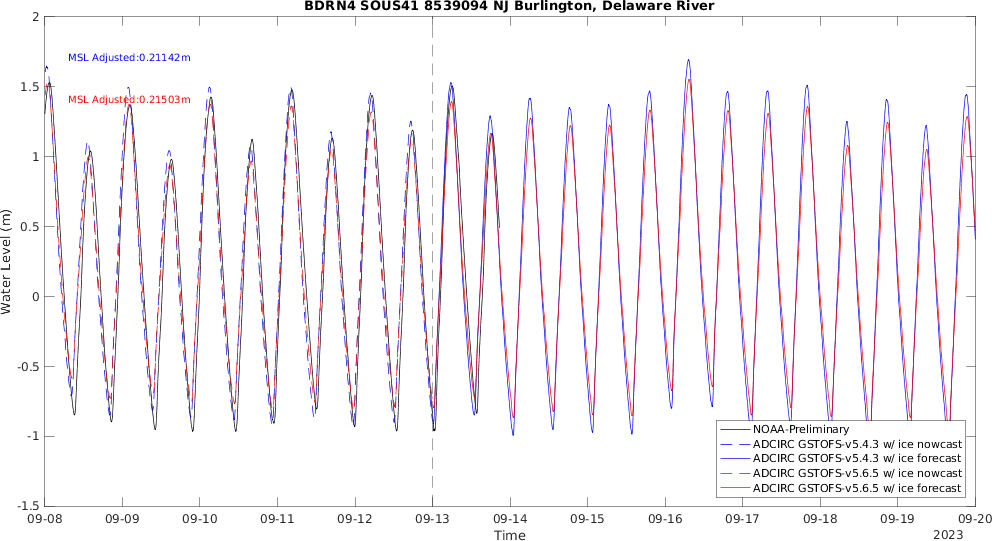 BDRN4 SOUS41 8539094 NJ Burlington, Delaware River
2
1.5
1
0.5
0
-0.5
-1
-1.5
Water Level (m)
MSL Adjusted:0.21142m
MSL Adjusted:0.21503m
NOAA-Preliminary
ADCIRC GSTOFS-v5.4.3 w/ ice nowcast
ADCIRC GSTOFS-v5.4.3 w/ ice forecast
ADCIRC GSTOFS-v5.6.5 w/ ice nowcast
ADCIRC GSTOFS-v5.6.5 w/ ice forecast
09-08 09-09 09-10 09-11 09-12 09-13 09-14 09-15 09-16 09-17 09-18 09-19 09-20
Time
2023